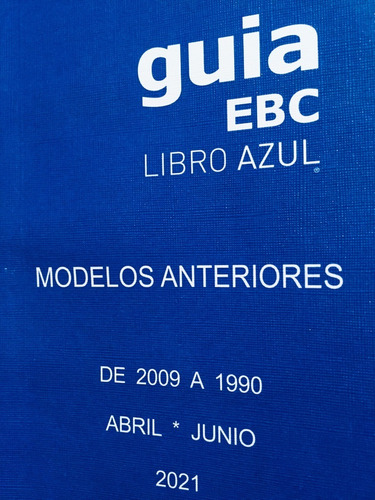 guia
EBC
LIBRO AZUL®
MODELOS ANTERIORES
DE 2009 A 1990
ABRIL * JUNIO
2021